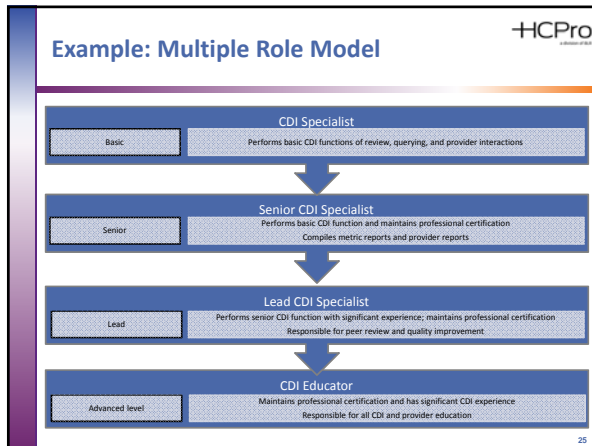 HCPro
Example: Multiple Role Model
CDI Specialist
Basic
Performs basic CDI functions of review, querying, and provider interactions
Senior CDI Specialist
Senior
Performs basic CDI function and maintains professional certification
Compiles metric reports and provider reports
Lead CDI Specialist
Lead
Performs senior CDI function with significant experience; maintains professional certification
Responsible for peer review and quality improvement
CDI Educator
Advanced level
Maintains professional certification and has significant CDI experience
Responsible for all CDI and provider education
25